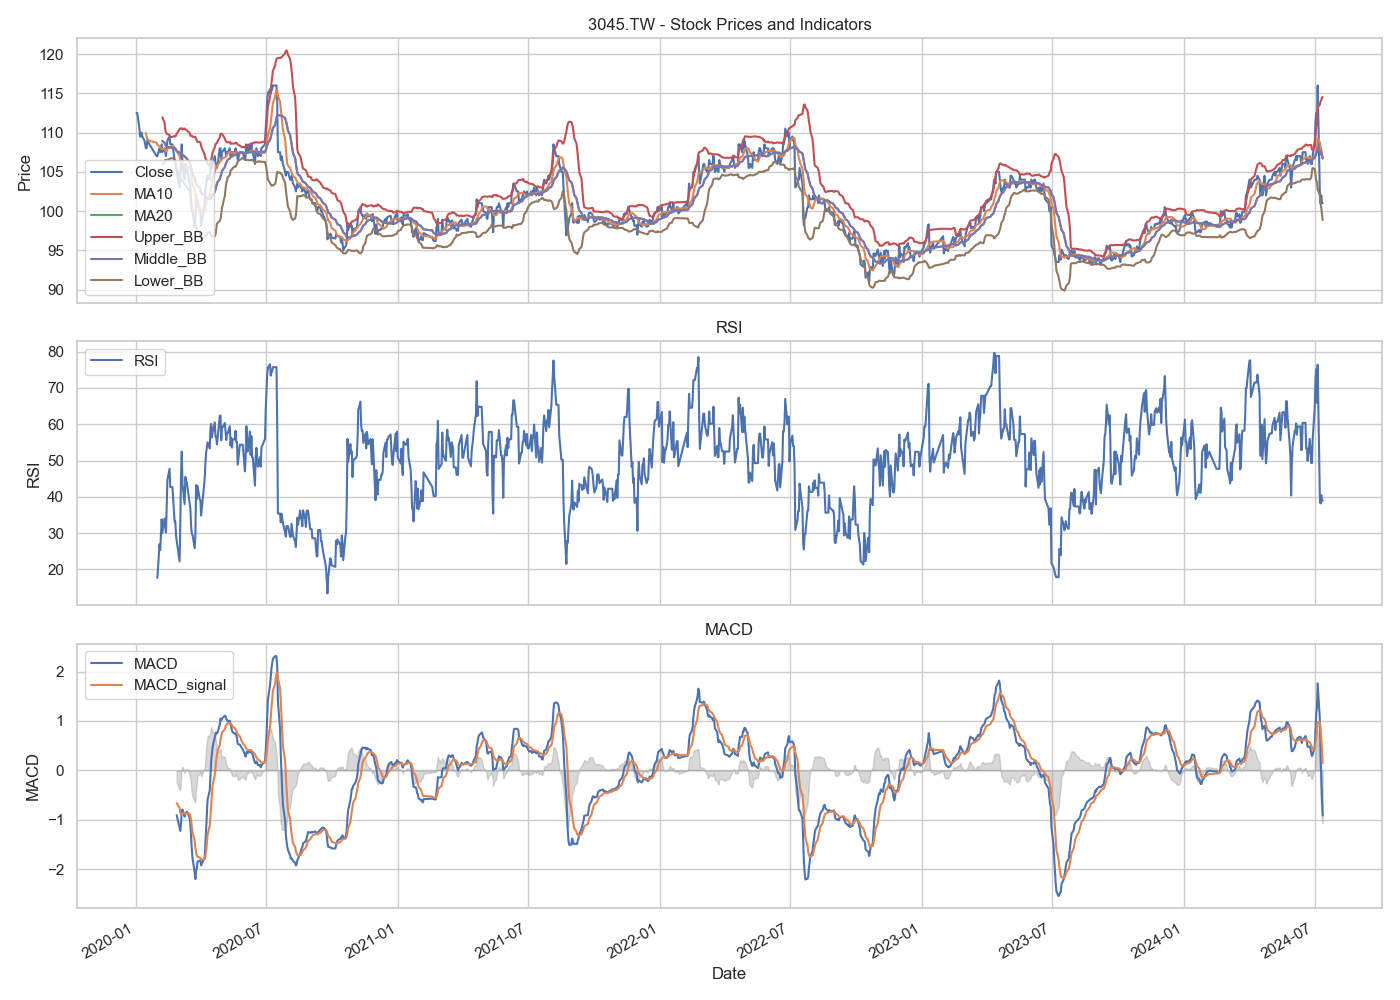 3045.TW - Stock Prices and Indicators
120
115
110
105
100
95
90
Price
Close
MA10
MA20
Upper_BB
Middle_BB
Lower_BB
RSI
80
70
60
50
40
30
20
RSI
RSI
MACD
2
1
0
−1
−2
MACD
MACD
MACD_signal
2020-01
2020-07
2021-01
2021-07
2022-01
2022-07
2023-01
2023-07
2024-01
2024-07
Date